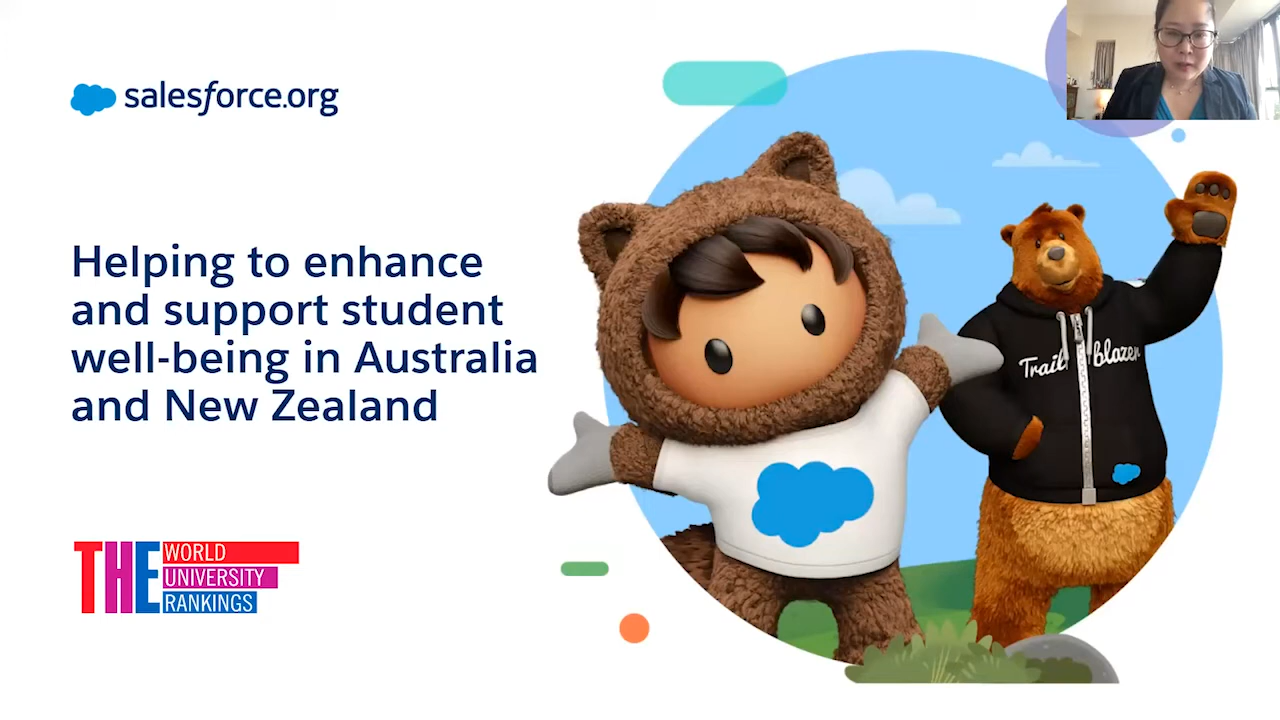 salesforce.org
Helping to enhance
and support student
well-being in Australia
and New Zealand
THE WORLD
UNIVERSITY
RANKINGS
Trailblazer